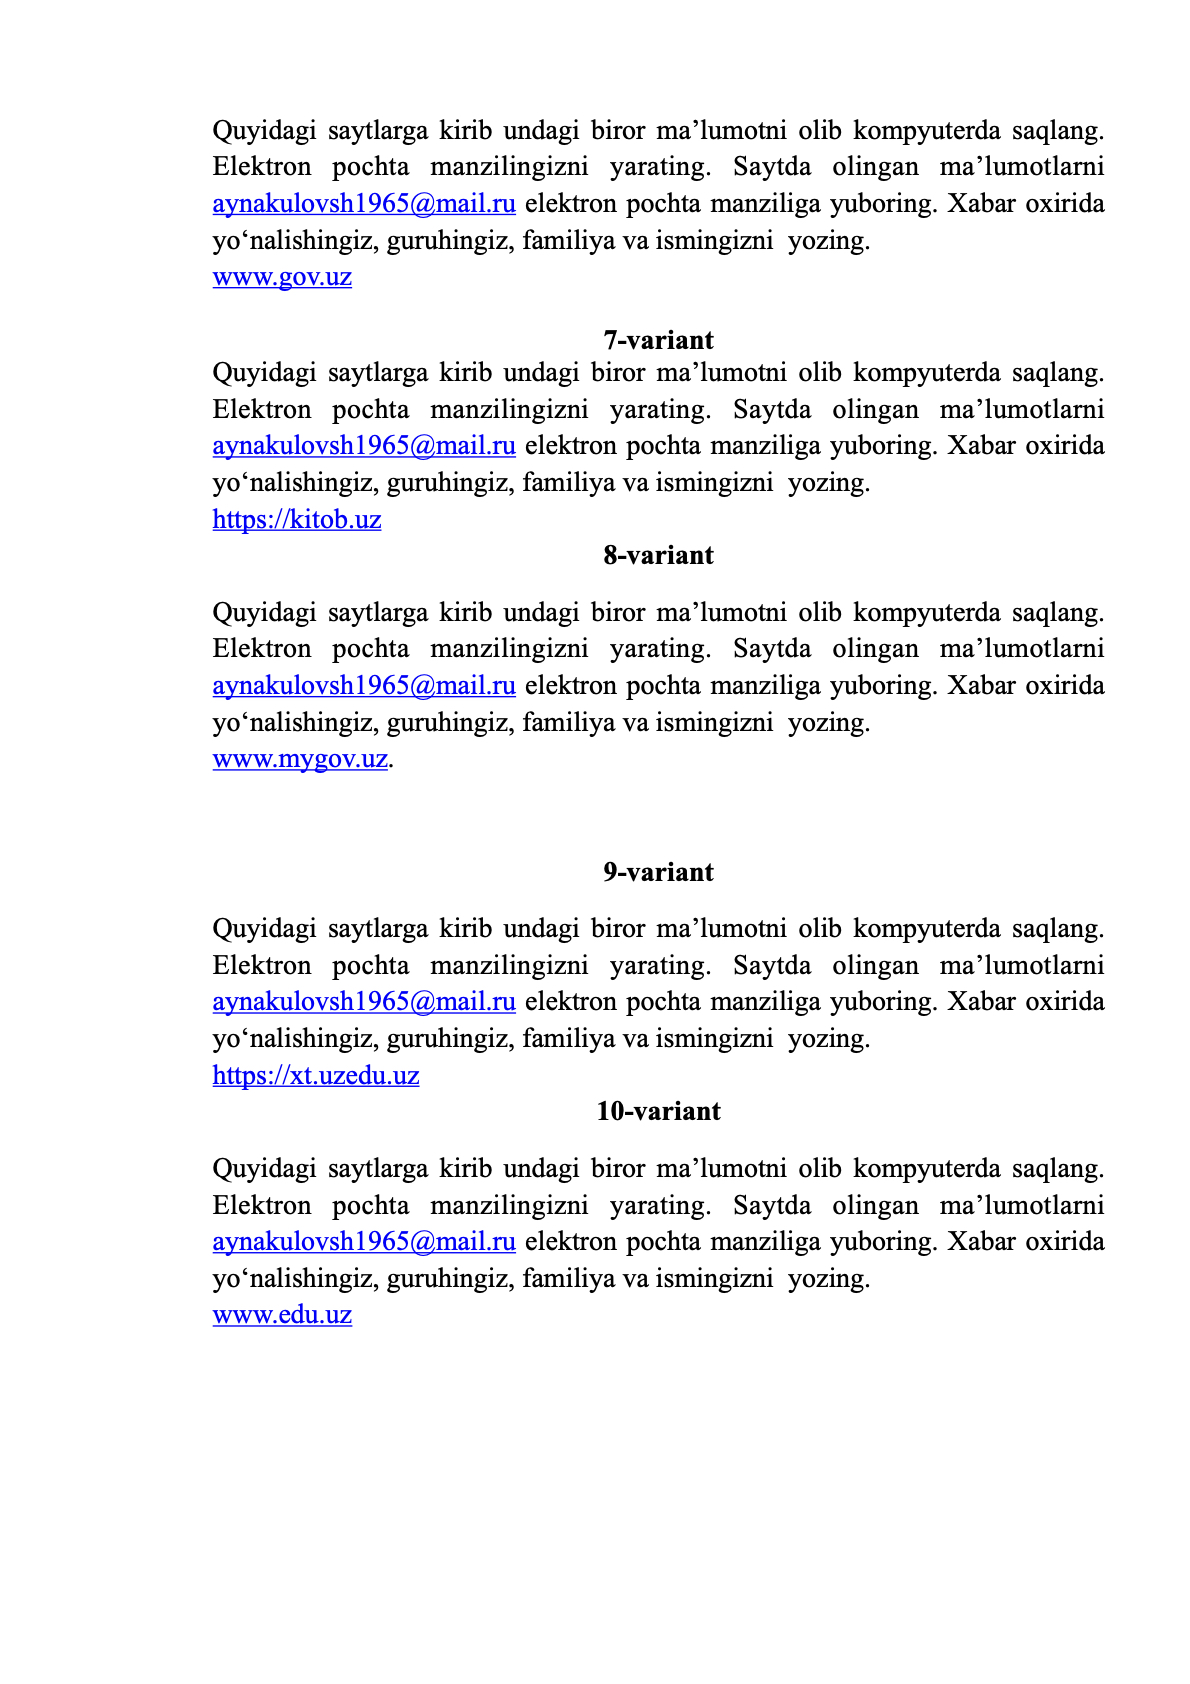 Quyidagi saytlarga kirib undagi biror ma’lumotni olib kompyuterda saqlang.
Elektron pochta manzilingizni yarating. Saytda olingan ma’lumotlarni
aynakulovsh1965@mail.ru elektron pochta manziliga yuboring. Xabar oxirida
yo‘nalishingiz, guruhingiz, familiya va ismingizni  yozing.
www.gov.uz
7-variant
Quyidagi saytlarga kirib undagi biror ma’lumotni olib kompyuterda saqlang.
Elektron pochta manzilingizni yarating. Saytda olingan ma’lumotlarni
aynakulovsh1965@mail.ru elektron pochta manziliga yuboring. Xabar oxirida
yo‘nalishingiz, guruhingiz, familiya va ismingizni  yozing.
https://kitob.uz
8-variant
Quyidagi saytlarga kirib undagi biror ma’lumotni olib kompyuterda saqlang.
Elektron pochta manzilingizni yarating. Saytda olingan ma’lumotlarni
aynakulovsh1965@mail.ru elektron pochta manziliga yuboring. Xabar oxirida
yo‘nalishingiz, guruhingiz, familiya va ismingizni  yozing.
www.mygov.uz.
9-variant
Quyidagi saytlarga kirib undagi biror ma’lumotni olib kompyuterda saqlang.
Elektron pochta manzilingizni yarating. Saytda olingan ma’lumotlarni
aynakulovsh1965@mail.ru elektron pochta manziliga yuboring. Xabar oxirida
yo‘nalishingiz, guruhingiz, familiya va ismingizni  yozing.
https://xt.uzedu.uz
10-variant
Quyidagi saytlarga kirib undagi biror ma’lumotni olib kompyuterda saqlang.
Elektron pochta manzilingizni yarating. Saytda olingan ma’lumotlarni
aynakulovsh1965@mail.ru elektron pochta manziliga yuboring. Xabar oxirida
yo‘nalishingiz, guruhingiz, familiya va ismingizni  yozing.
www.edu.uz